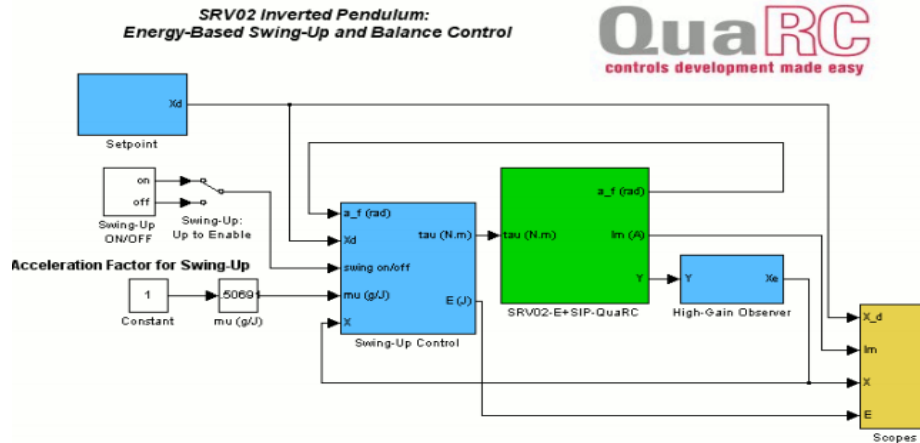 SRV02 Inverted Pendulum:
Energy-Based Swing-Up and Balance Control
QuaRC
controls development made easy
Xd
Setpoint
on
off
Swing-Up
ON/OFF
Swing-Up:
Up to Enable
Acceleration Factor for Swing-Up
1
Constant
.50691
mu (g/J)
a_f (rad)
Xd
swing on/off
mu (g/J)
X
tau (N.m)
E (J)
Swing-Up Control
tau (N.m)
a_f (rad)
Im (A)
Y
SRV02-E+SIP-QuaRC
Y
Xe
High-Gain Observer
X_d
Im
X
E
Scopes